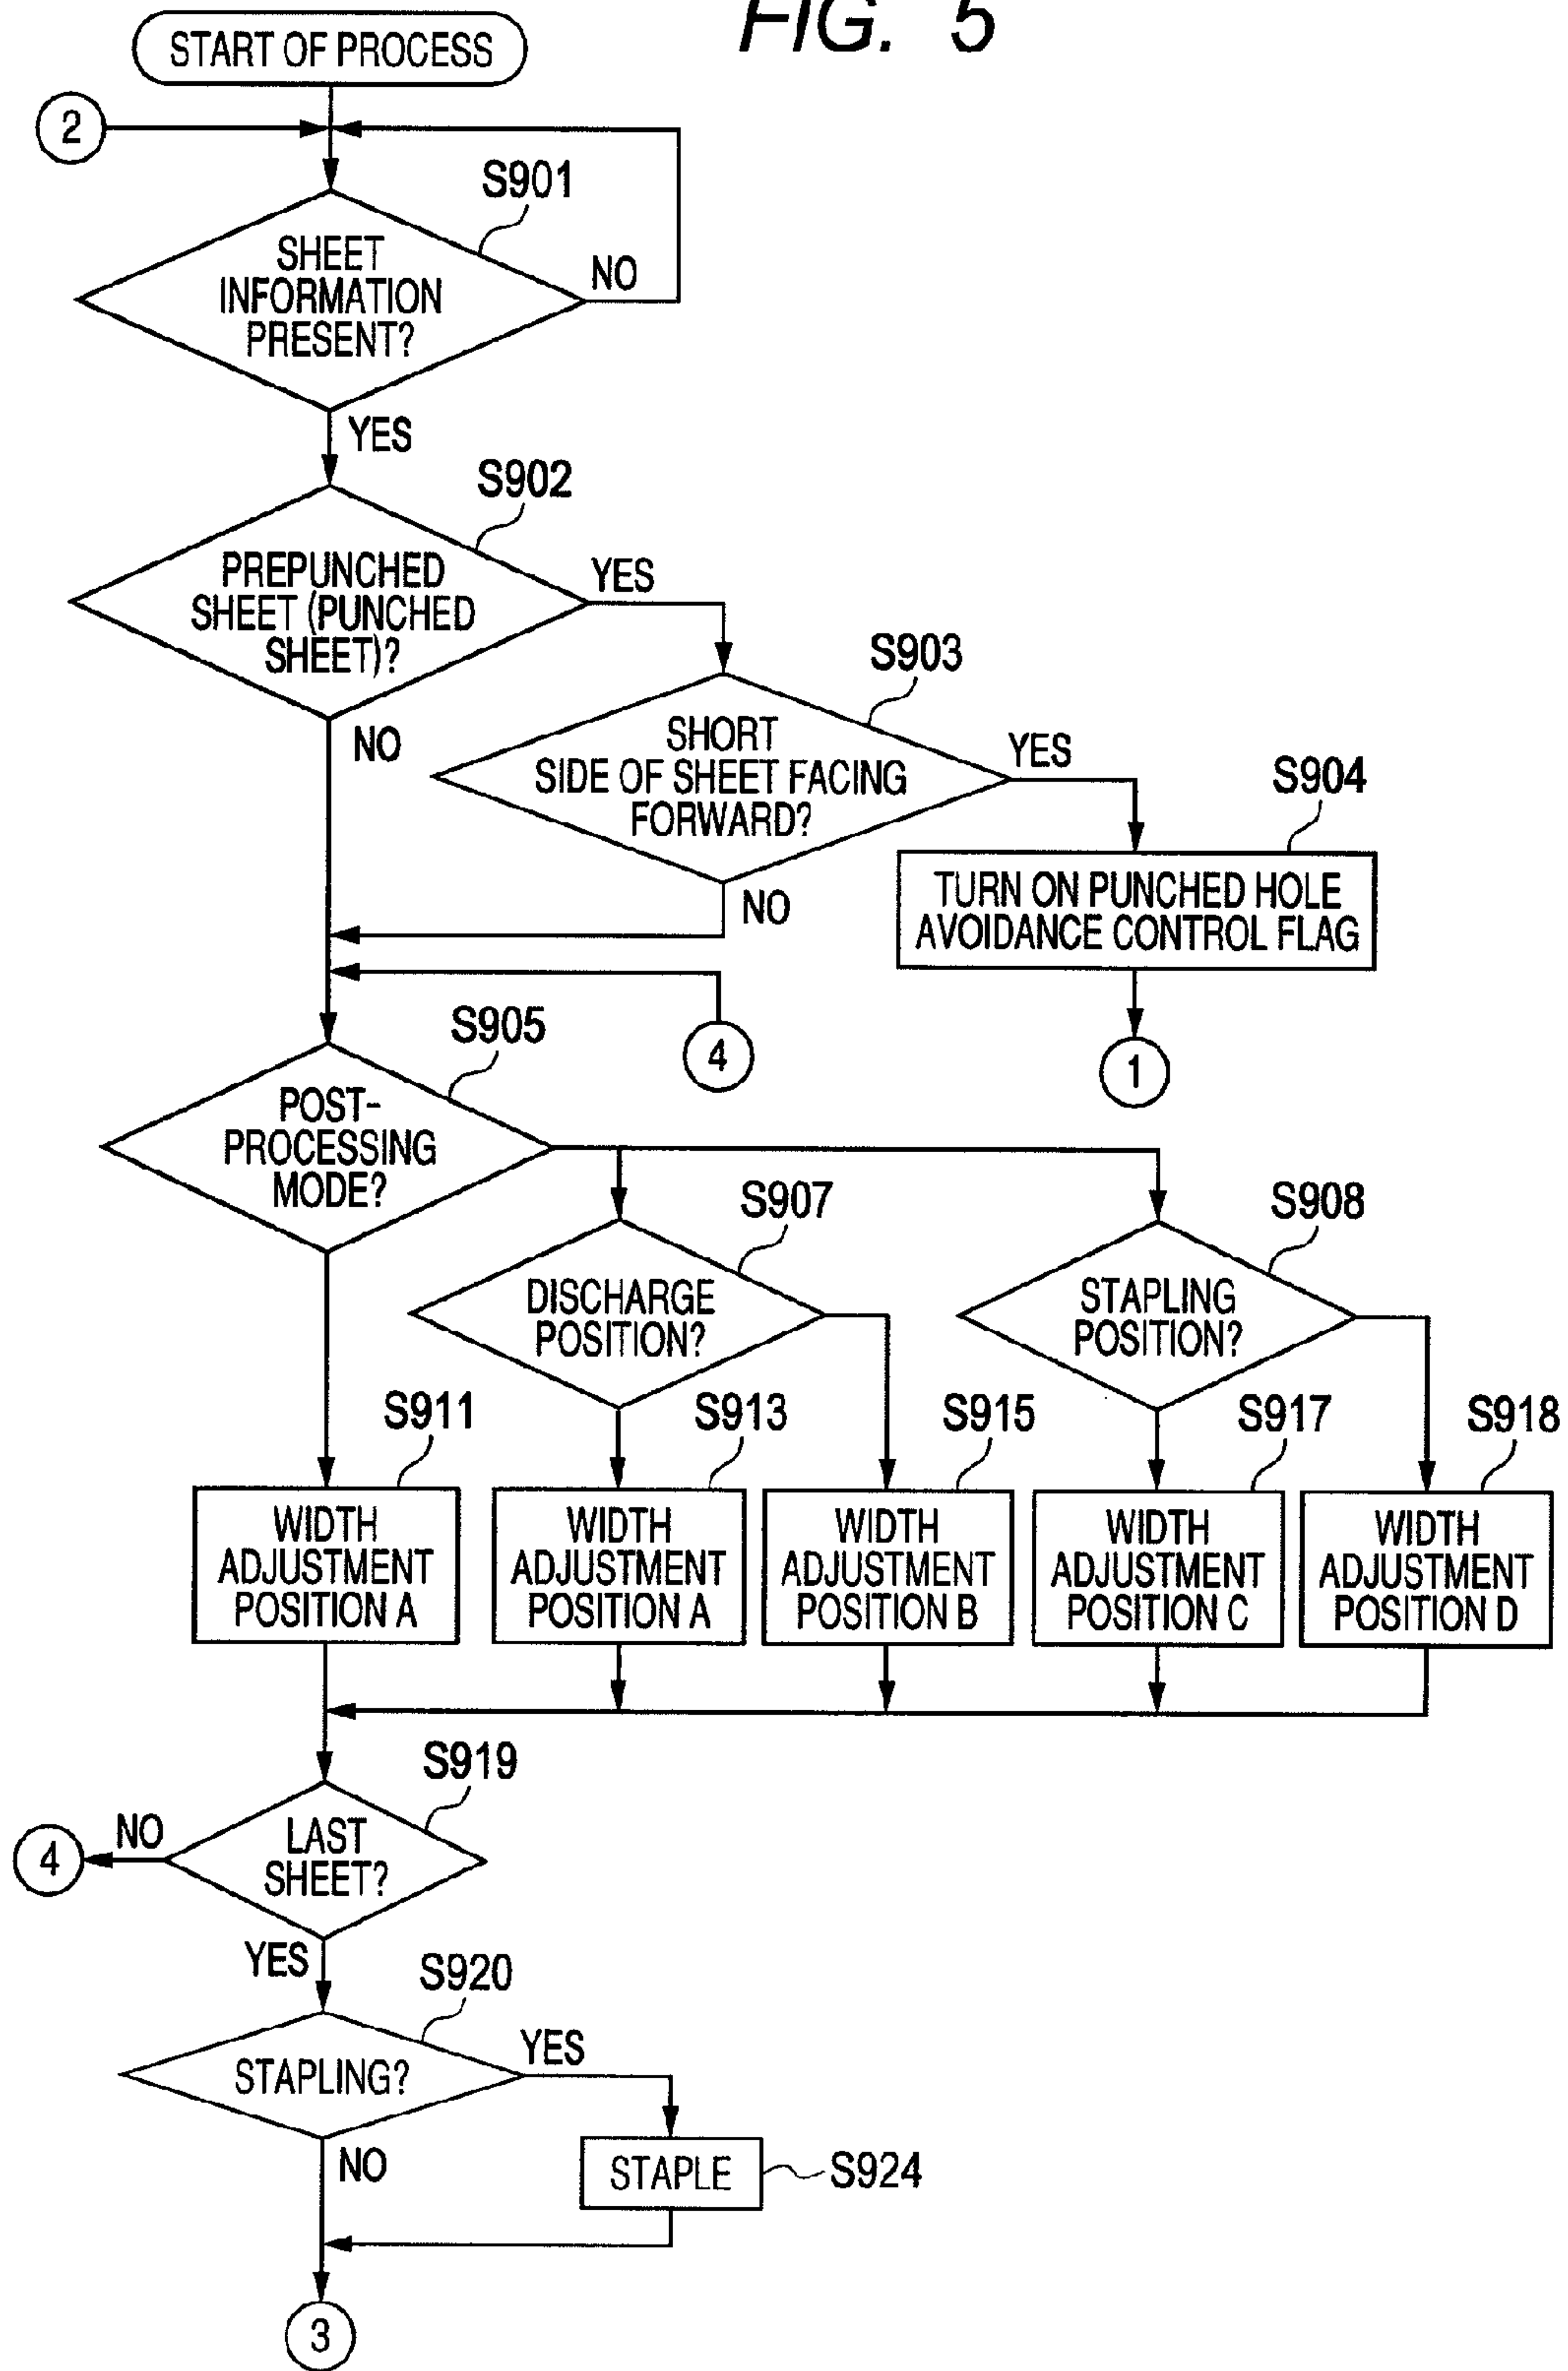 FIG. 5
START OF PROCESS
2
S901
SHEET
INFORMATION
PRESENT?
NO
YES
S902
PREPUNCHED
SHEET (PUNCHED
SHEET)?
YES
NO
S903
SHORT
SIDE OF SHEET FACING
FORWARD?
YES
NO
S904
TURN ON PUNCHED HOLE
AVOIDANCE CONTROL FLAG
1
4
S905
POST-
PROCESSING
MODE?
S907
DISCHARGE
POSITION?
S908
STAPLING
POSITION?
S911
WIDTH
ADJUSTMENT
POSITION A
S913
WIDTH
ADJUSTMENT
POSITION A
S915
WIDTH
ADJUSTMENT
POSITION B
S917
WIDTH
ADJUSTMENT
POSITION C
S918
WIDTH
ADJUSTMENT
POSITION D
S919
LAST
SHEET?
NO
4
YES
S920
STAPLING?
YES
NO
STAPLE
S924
3